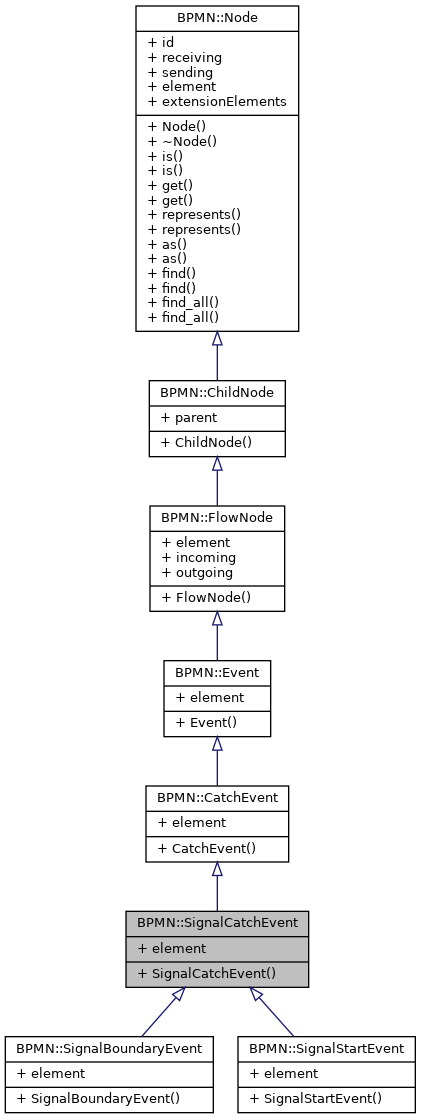 BPMN::Node
+ id
+ receiving
+ sending
+ element
+ extensionElements
+ Node()
+ ~Node()
+ is()
+ is()
+ get()
+ get()
+ represents()
+ represents()
+ as()
+ as()
+ find()
+ find()
+ find_all()
+ find_all()
BPMN::ChildNode
+ parent
+ ChildNode()
BPMN::FlowNode
+ element
+ incoming
+ outgoing
+ FlowNode()
BPMN::Event
+ element
+ Event()
BPMN::CatchEvent
+ element
+ CatchEvent()
BPMN::SignalCatchEvent
+ element
+ SignalCatchEvent()
BPMN::SignalBoundaryEvent
+ element
+ SignalBoundaryEvent()
BPMN::SignalStartEvent
+ element
+ SignalStartEvent()